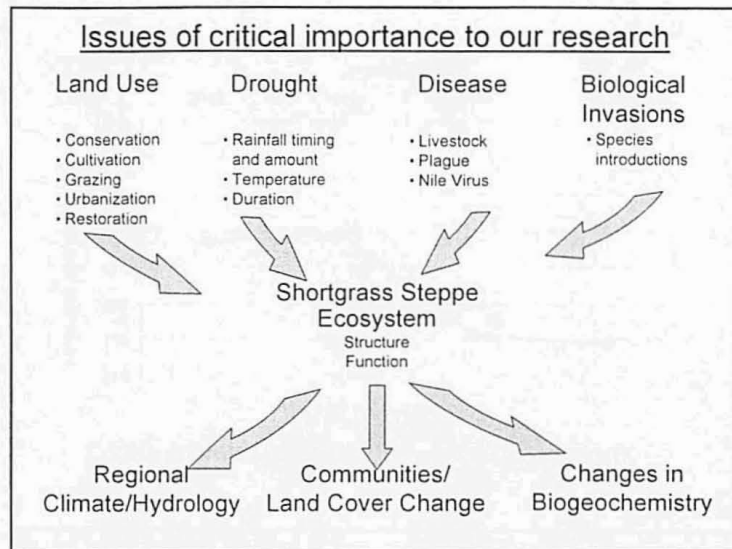 Issues of critical importance to our research
Land Use
• Conservation
• Cultivation
• Grazing
• Urbanization
• Restoration
Drought
• Rainfall timing
and amount
• Temperature
• Duration
Disease
• Livestock
• Plague
• Nile Virus
Biological
Invasions
• Species
introductions
Shortgrass Steppe
Ecosystem
Structure
Function
Regional
Climate/Hydrology
Communities/
Land Cover Change
Changes in
Biogeochemistry